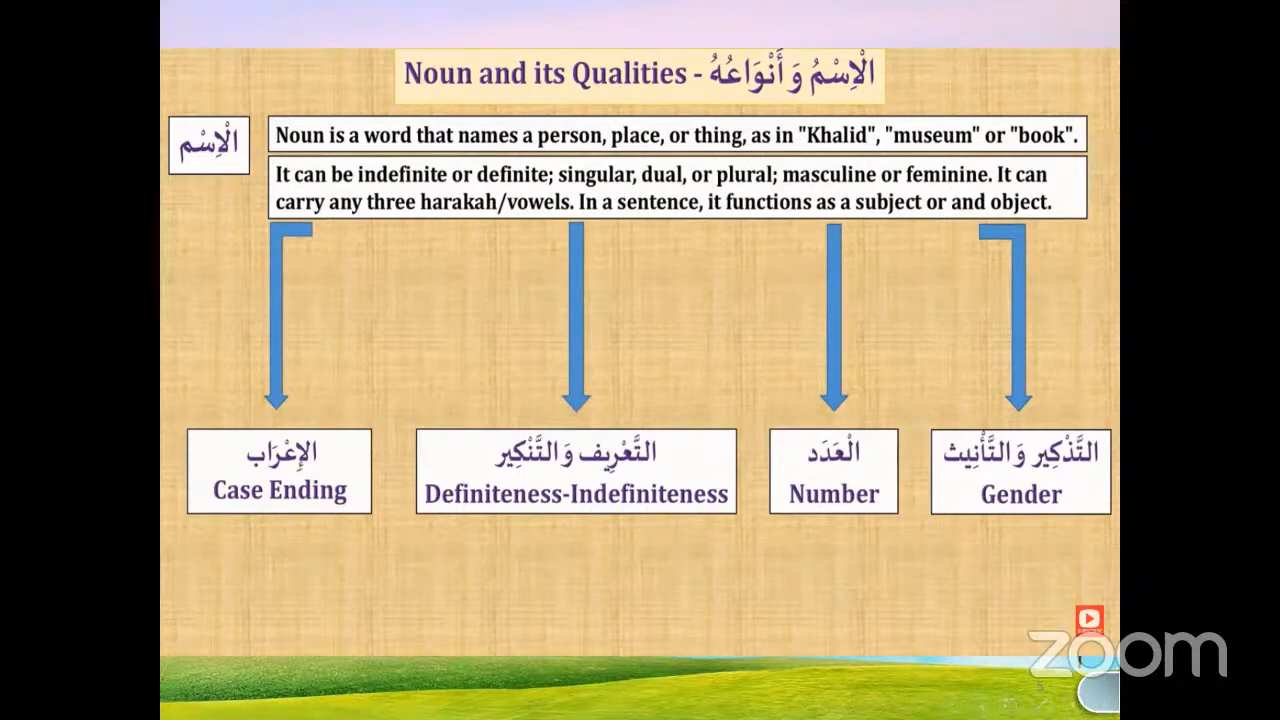 Noun and its Qualities - الْاِسْمُ وَ أَنْوَاعُهُ
الْاِسْم
Noun is a word that names a person, place, or thing, as in "Khalid", "museum" or "book".
It can be indefinite or definite; singular, dual, or plural; masculine or feminine. It can
carry any three harakah/vowels. In a sentence, it functions as a subject or and object.
الإِعْرَاب
Case Ending
التَّعْرِيف وَ التَّنْكِير
Definiteness-Indefiniteness
الْعَدَد
Number
التَّذْكِير وَ التَّأْنِيث
Gender
zoom